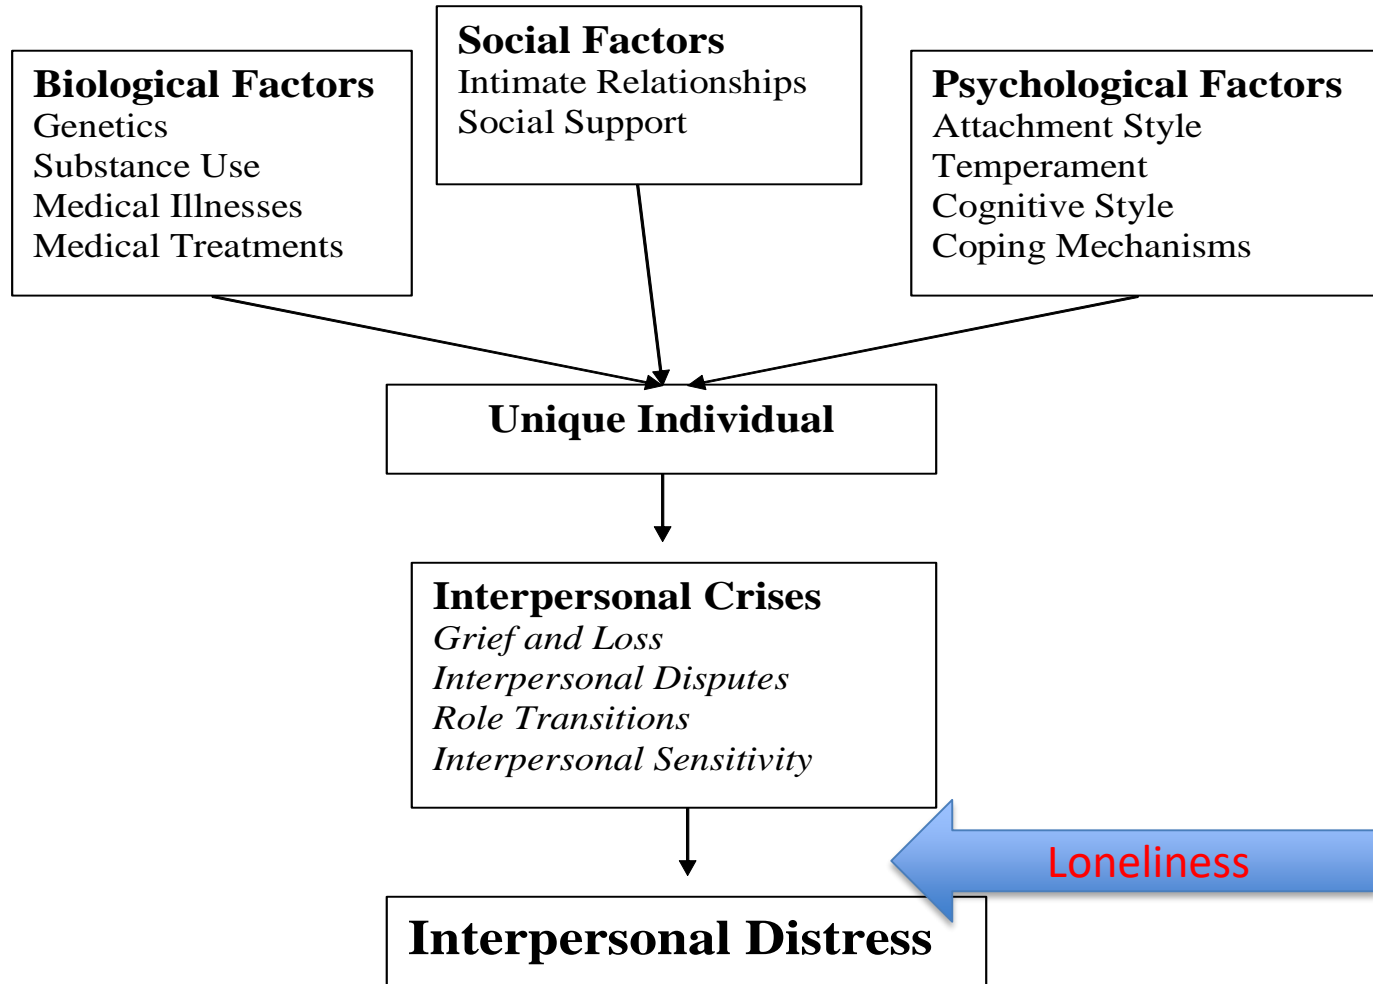 Biological Factors
Genetics
Substance Use
Medical Illnesses
Medical Treatments
Social Factors
Intimate Relationships
Social Support
Psychological Factors
Attachment Style
Temperament
Cognitive Style
Coping Mechanisms
Unique Individual
Interpersonal Crises
Grief and Loss
Interpersonal Disputes
Role Transitions
Interpersonal Sensitivity
Loneliness
Interpersonal Distress